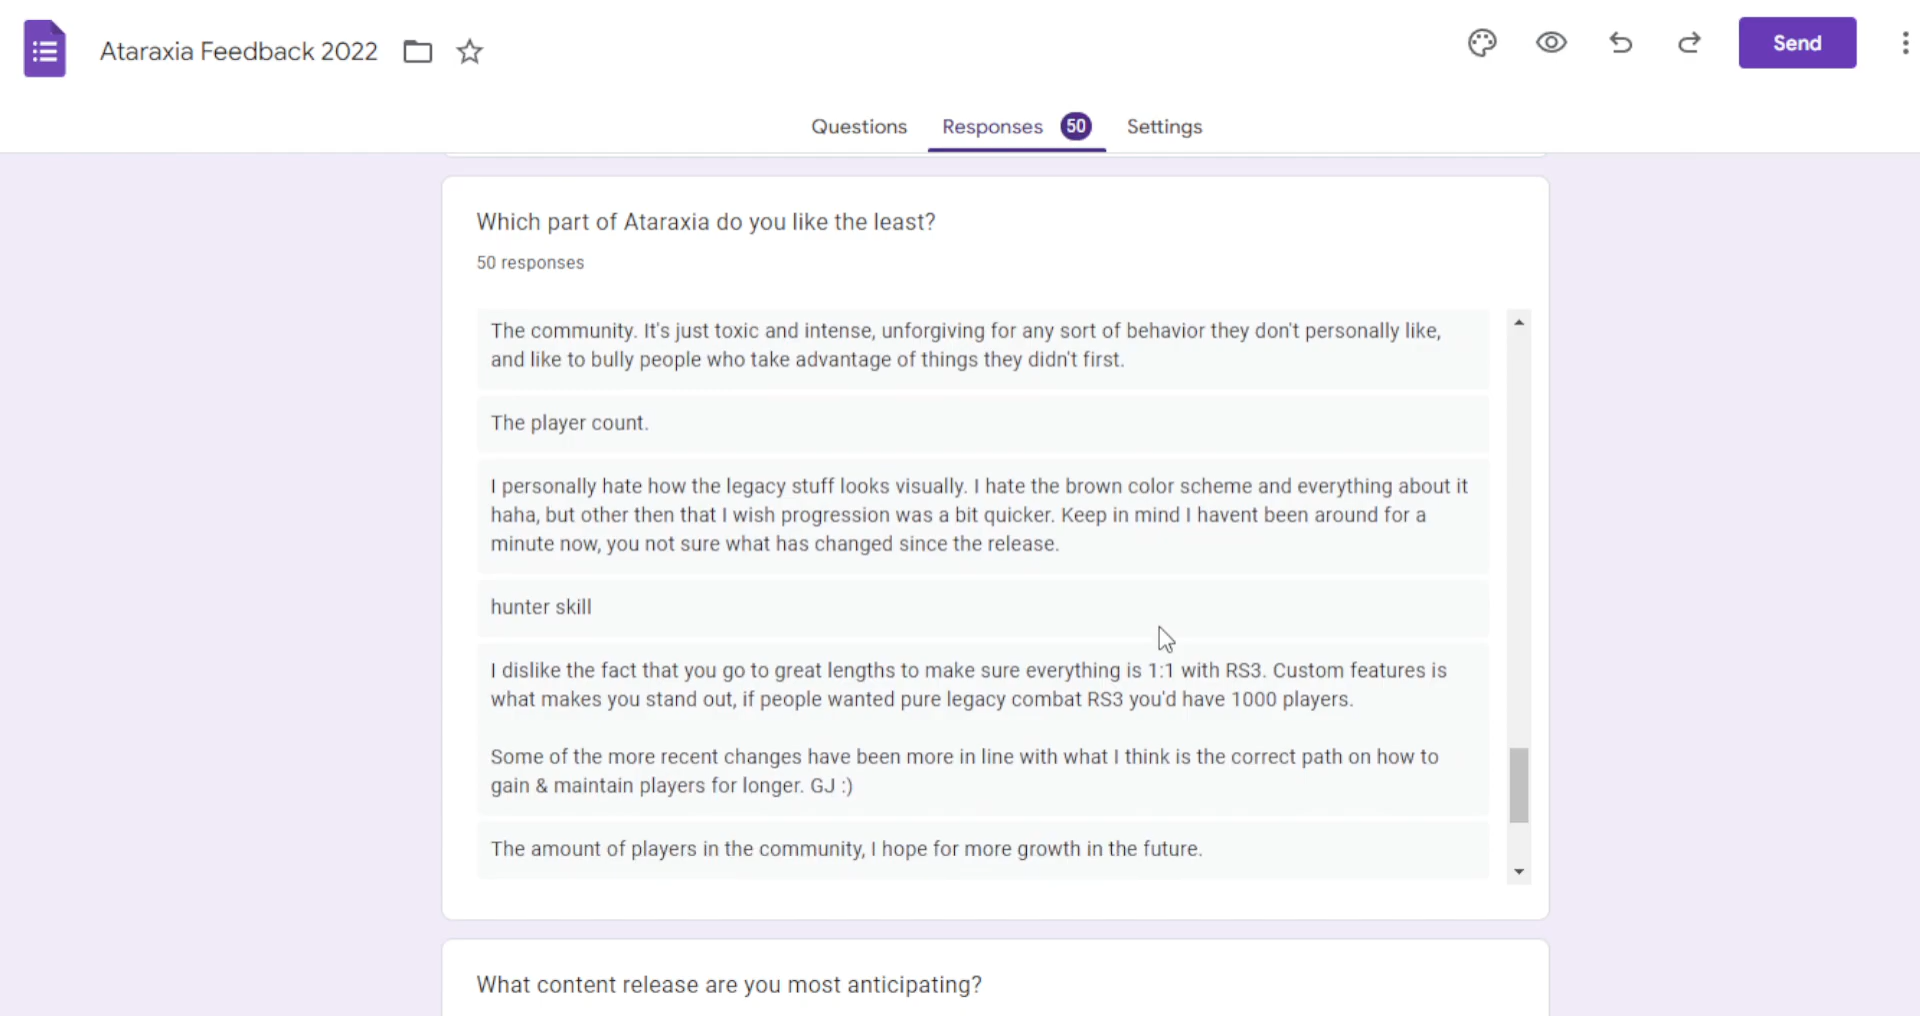 Ataraxia Feedback 2022
Send
Questions
Responses 50
Settings
Which part of Ataraxia do you like the least?
50 responses
The community. It's just toxic and intense, unforgiving for any sort of behavior they don't personally like,
and like to bully people who take advantage of things they didn't first.
The player count.
I personally hate how the legacy stuff looks visually. I hate the brown color scheme and everything about it
haha, but other then that I wish progression was a bit quicker. Keep in mind I havent been around for a
minute now, you not sure what has changed since the release.
hunter skill
I dislike the fact that you go to great lengths to make sure everything is 1:1 with RS3. Custom features is
what makes you stand out, if people wanted pure legacy combat RS3 you'd have 1000 players.
Some of the more recent changes have been more in line with what I think is the correct path on how to
gain & maintain players for longer. GJ :)
The amount of players in the community, I hope for more growth in the future.
What content release are you most anticipating?